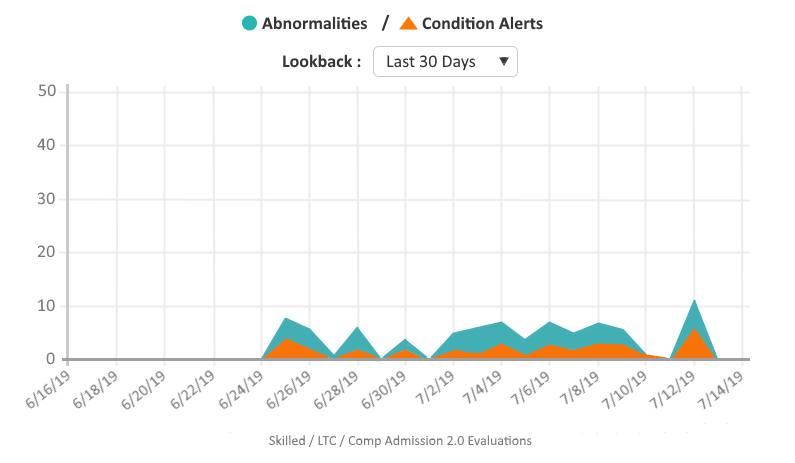 Abnormalities / Condition Alerts
Lookback : Last 30 Days
50
40
30
20
10
0
6/16/19 6/18/19 6/20/19 6/22/19 6/24/19 6/26/19 6/28/19 6/30/19 7/2/19 7/4/19 7/6/19 7/8/19 7/10/19 7/12/19 7/14/19
Skilled / LTC / Comp Admission 2.0 Evaluations